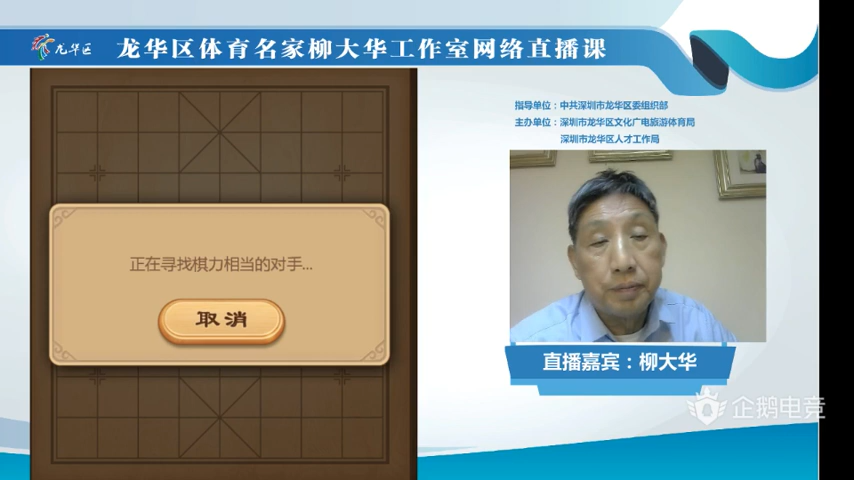 龙华区
龙华区体育名家柳大华工作室网络直播课
指导单位：中共深圳市龙华区委组织部
主办单位：深圳市龙华区文化广电旅游体育局
深圳市龙华区人才工作局
正在寻找棋力相当的对手...
取消
直播嘉宾：柳大华
企鹅电竞